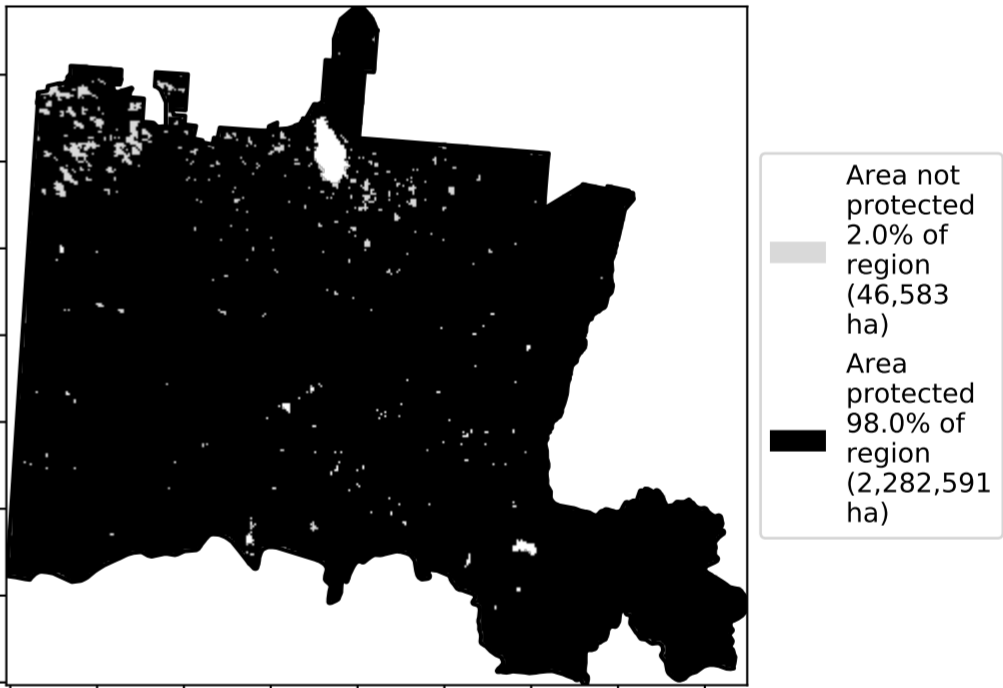 Area not
protected
2.0% of
region
(46,583
ha)
Area
protected
98.0% of
region
(2,282,591
ha)